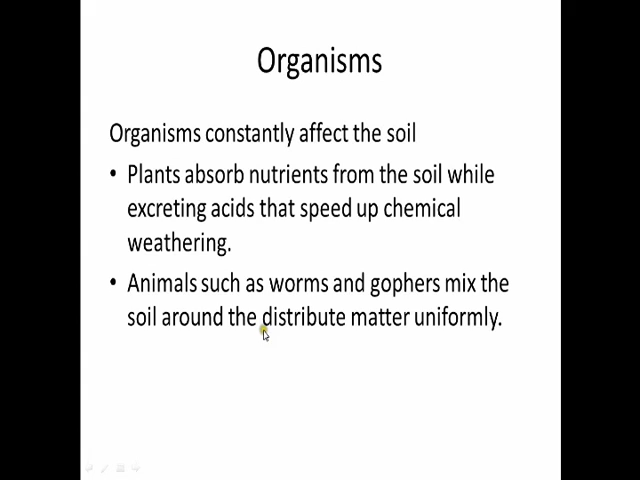 Organisms
Organisms constantly affect the soil
• Plants absorb nutrients from the soil while
excreting acids that speed up chemical
weathering.
• Animals such as worms and gophers mix the
soil around the distribute matter uniformly.